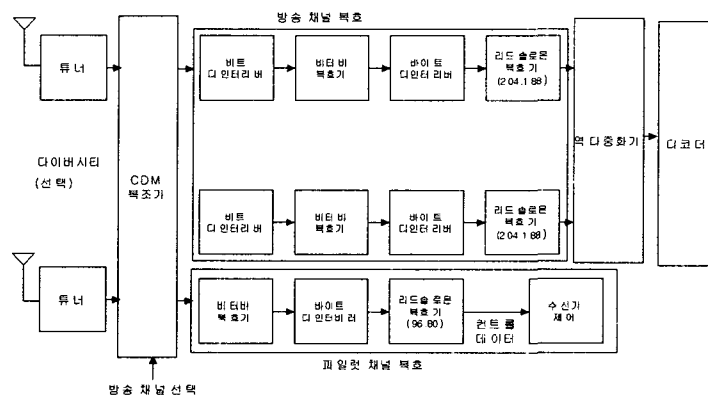 방송 채널 복호
튜너
비트
디인터리버
비터비
복호기
바이트
디인터리버
리드솔로몬
복호기
(204.188)
다이버시티
(선택)
CDM
복조기
역다중화기
디코더
비트
디인터리버
비터비
복호기
바이트
디인터리버
리드솔로몬
복호기
(204.188)
튜너
비터비
복호기
바이트
디인터비러
리드솔로몬
복호기
(96.80)
컨트롤
데이터
수신기
제어
파일럿 채널 복호
방송 채널 선택